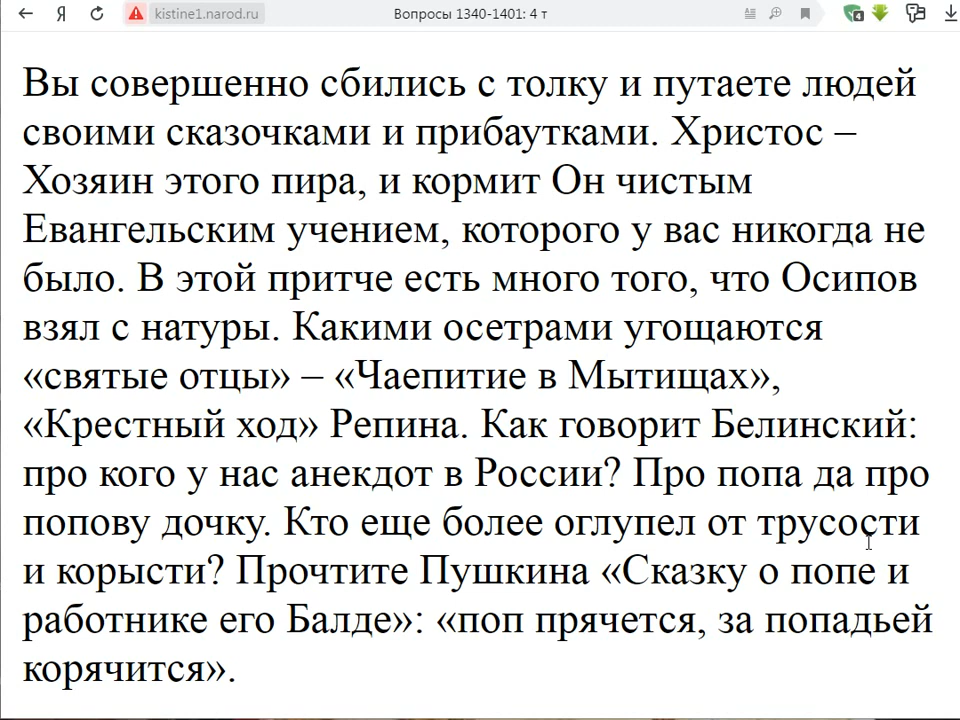 Я kistine1.narod.ru Вопросы 1340-1401: 4 т 4
Вы совершенно сбились с толку и путаете людей
своими сказочками и прибаутками. Христос –
Хозяин этого пира, и кормит Он чистым
Евангельским учением, которого у вас никогда не
было. В этой притче есть много того, что Осипов
взял с натуры. Какими осетрами угощаются
«святые отцы» – «Чаепитие в Мытищах»,
«Крестный ход» Репина. Как говорит Белинский:
про кого у нас анекдот в России? Про попа да про
попову дочку. Кто еще более оглупел от трусости
и корысти? Прочтите Пушкина «Сказку о попе и
работнике его Балде»: «поп прячется, за попадьей
корячится».